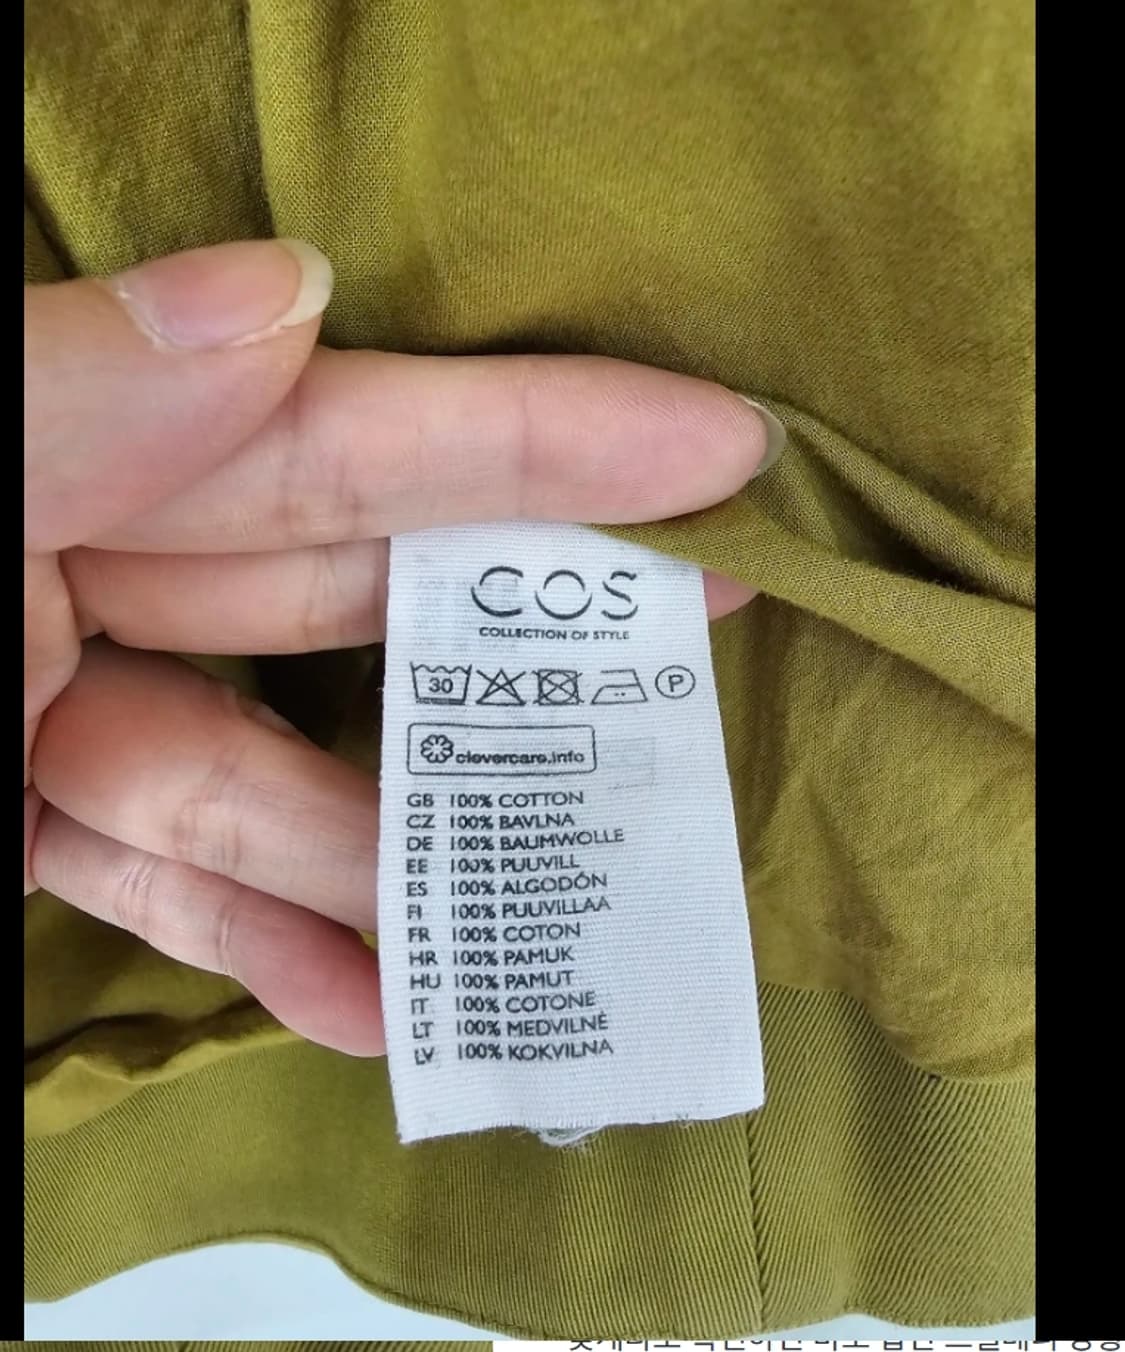 COS
COLLECTION OF STYLE
30
P
clevercare.info
GB 100% COTTON
CZ 100% BAVLNA
DE 100% BAUMWOLLE
EE 100% PUUVILL
ES 100% ALGODÓN
FI 100% PUUVILLAA
FR 100% COTON
HR 100% PAMUK
HU 100% PAMUT
IT 100% COTONE
LT 100% MEDVILNĖ
LV 100% KOKVILNA